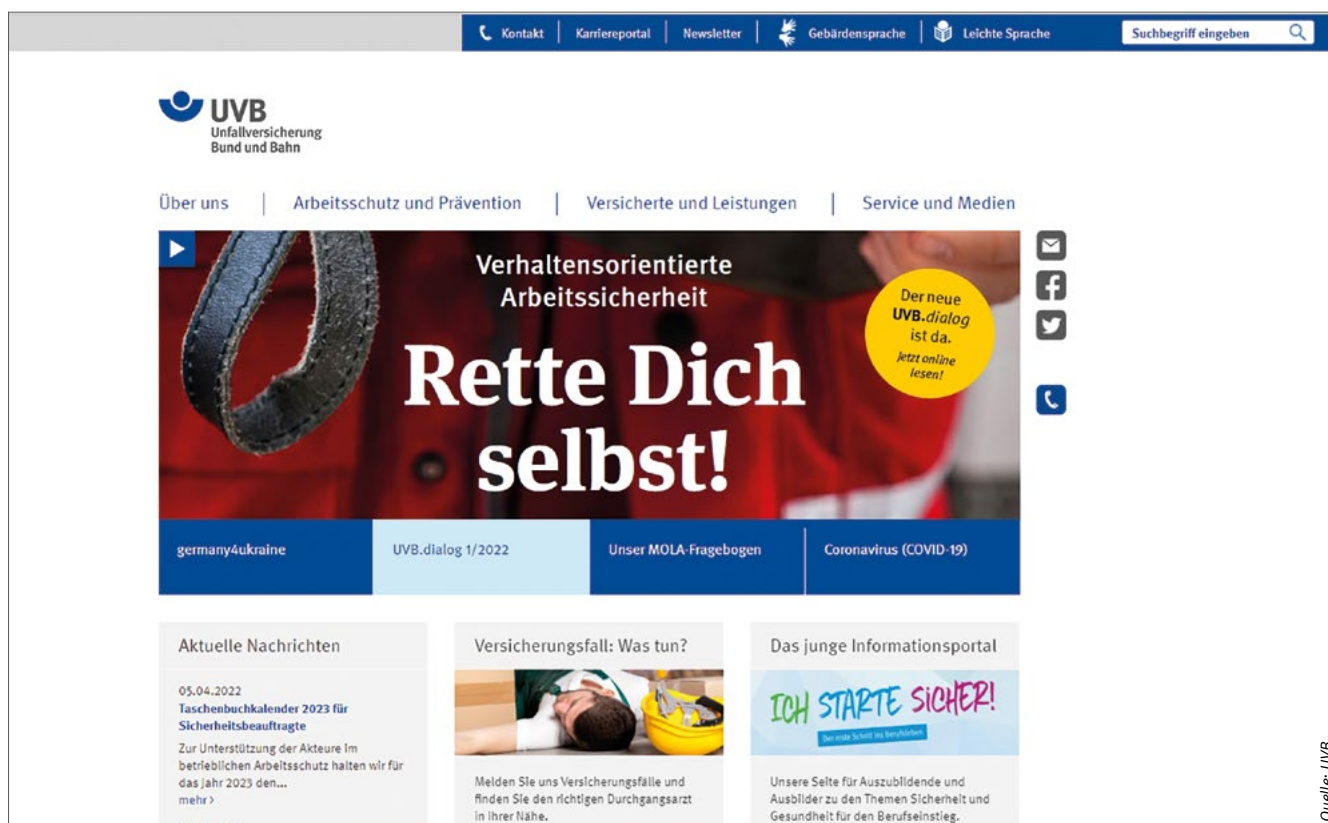 Kontakt
Karriereportal
Newsletter
Gebärdensprache
Leichte Sprache
Suchbegriff eingeben
UVB
Unfallversicherung
Bund und Bahn
Über uns
Arbeitsschutz und Prävention
Versicherte und Leistungen
Service und Medien
Verhaltensorientierte
Arbeitssicherheit
Rette Dich
selbst!
Der neue
UVB.dialog
ist da.
Jetzt online
lesen!
germany4ukraine
UVB.dialog 1/2022
Unser MOLA-Fragebogen
Coronavirus (COVID-19)
Aktuelle Nachrichten
05.04.2022
Taschenbuchkalender 2023 für
Sicherheitsbeauftragte
Zur Unterstützung der Akteure im
betrieblichen Arbeitsschutz halten wir für
das Jahr 2023 den...
mehr >
Versicherungsfall: Was tun?
Melden Sie uns Versicherungsfälle und
finden Sie den richtigen Durchgangsarzt
in Ihrer Nähe.
Das junge Informationsportal
ICH STARTE SICHER!
Der erste Schritt ins Berufsleben
Unsere Seite für Auszubildende und
Ausbilder zu den Themen Sicherheit und
Gesundheit für den Berufseinstieg.
Quelle: UVB